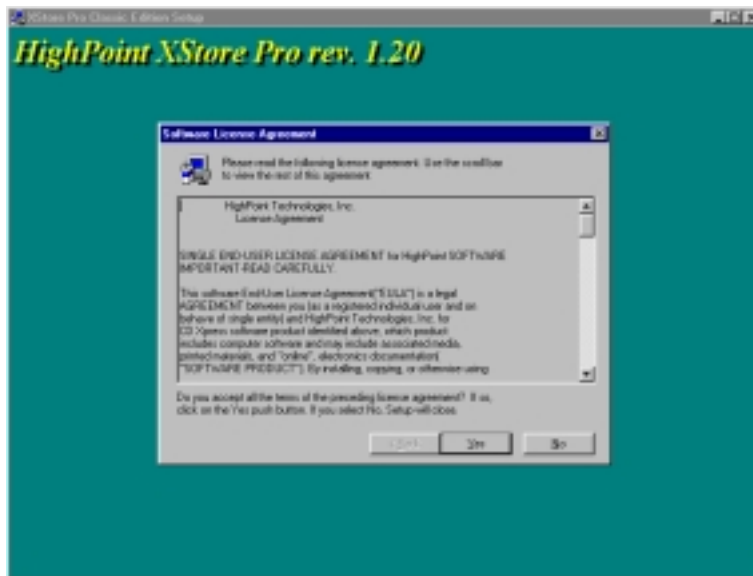 XStore Pro Classic Edition Setup
HighPoint XStore Pro rev. 1.20
Software License Agreement
Please read the following license agreement. Use the scroll bar
to view the rest of this agreement
HighPoint Technologies, Inc.
License Agreement
SINGLE END-USER LICENSE AGREEMENT for HighPoint SOFTWARE
IMPORTANT-READ CAREFULLY.
This software End-User License Agreement("EULA") is a legal
AGREEMENT between you (as a registered individual user and on
behave of single entity) and HighPoint Technologies, Inc. for
CD Xpress software product identified above, which product
includes computer software and may include associated media,
printed materials, and "online", electronics documentation(
"SOFTWARE PRODUCT"). By installing, copying, or otherwise using
Do you accept all the terms of the preceding license agreement? If so,
click on the Yes push button. If you select No, Setup will close.
< Back
Yes
No